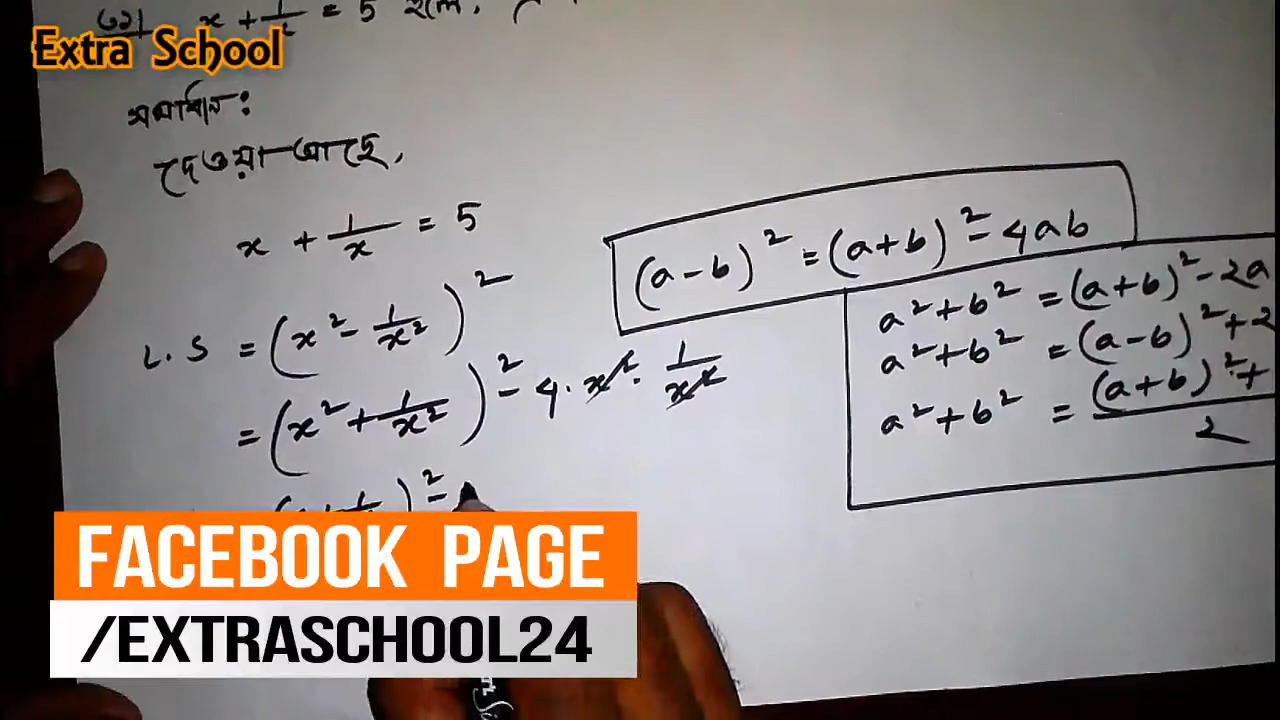 (০১) x + 1/x = 5 হলে,
Extra School
সমাধান:
দেওয়া আছে,
x + 1/x = 5
L.S = (x² - 1/x²)²
= (x² + 1/x²)² - 4 · x² · 1/x²
)² -
(a - b)² = (a + b)² - 4ab
a² + b² = (a + b)² - 2a
a² + b² = (a - b)² + 2
a² + b² = (a + b)² + / 2
FACEBOOK PAGE
/EXTRASCHOOL24